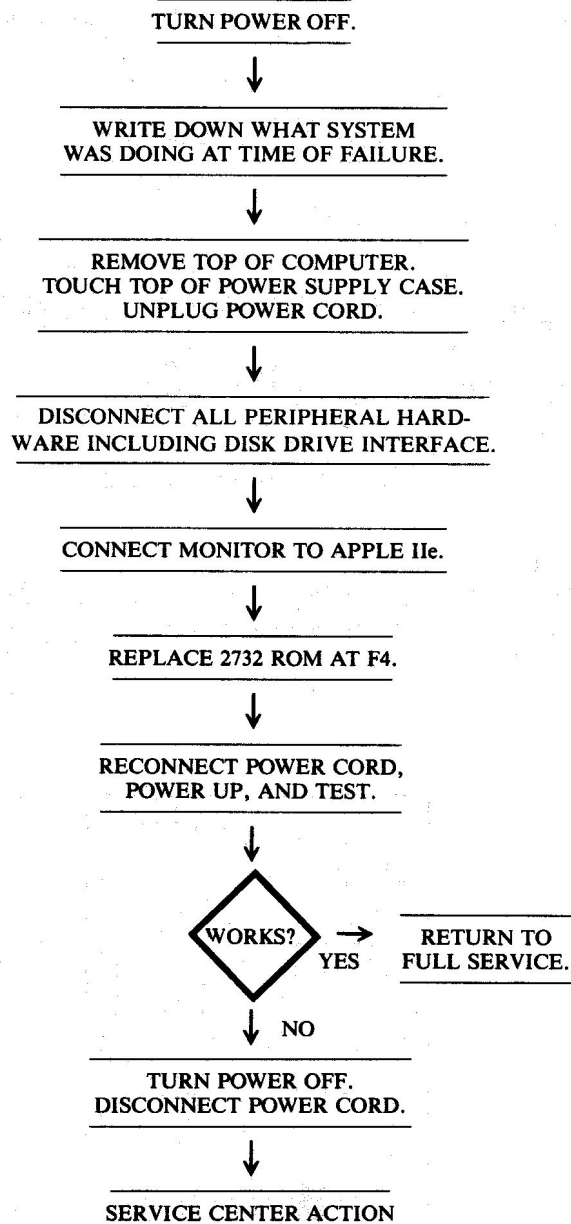 TURN POWER OFF.
WRITE DOWN WHAT SYSTEM
WAS DOING AT TIME OF FAILURE.
REMOVE TOP OF COMPUTER.
TOUCH TOP OF POWER SUPPLY CASE.
UNPLUG POWER CORD.
DISCONNECT ALL PERIPHERAL HARD-
WARE INCLUDING DISK DRIVE INTERFACE.
CONNECT MONITOR TO APPLE IIe.
REPLACE 2732 ROM AT F4.
RECONNECT POWER CORD,
POWER UP, AND TEST.
WORKS?
YES
RETURN TO
FULL SERVICE.
NO
TURN POWER OFF.
DISCONNECT POWER CORD.
SERVICE CENTER ACTION